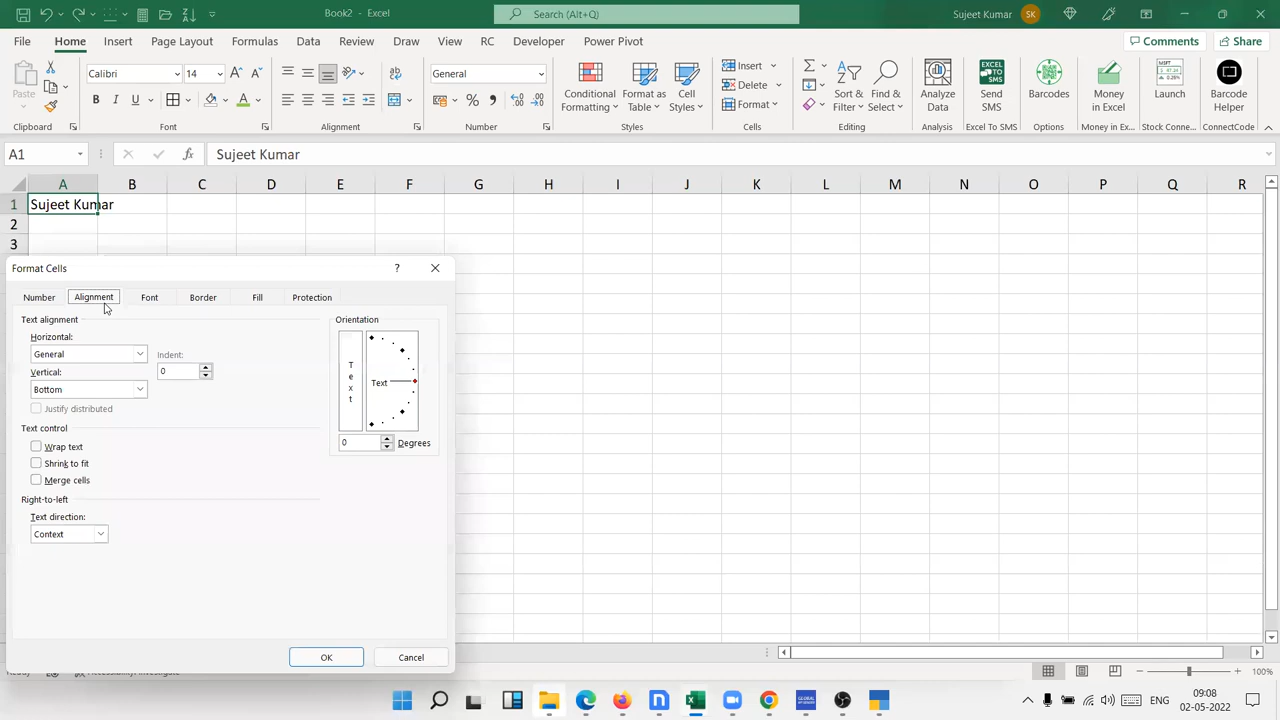 Book2 - Excel
Search (Alt+Q)
Sujeet Kumar
SK
File
Home
Insert
Page Layout
Formulas
Data
Review
Draw
View
RC
Developer
Help
Power Pivot
Comments
Share
Paste
Calibri
14
B I U
General
Conditional Formatting
Format as Table
Cell Styles
Insert
Delete
Format
Sort & Filter
Find & Select
Analyze Data
Send SMS
Barcodes
Money in Excel
Launch
Barcode Helper
Clipboard
Font
Alignment
Number
Styles
Cells
Editing
Analysis
Excel To SMS
Options
Money in Exc...
Stock Connec...
ConnectCode
A1
Sujeet Kumar
A B C D E F G H I J K L M N O P Q R
1 Sujeet Kumar
2
3
Format Cells
?
Number
Alignment
Font
Border
Fill
Protection
Text alignment
Horizontal:
General
Indent:
0
Vertical:
Bottom
Justify distributed
Text control
Wrap text
Shrink to fit
Merge cells
Right-to-left
Text direction:
Context
Orientation
Text
Text
0
Degrees
OK
Cancel
100%
ENG
09:08
02-05-2022